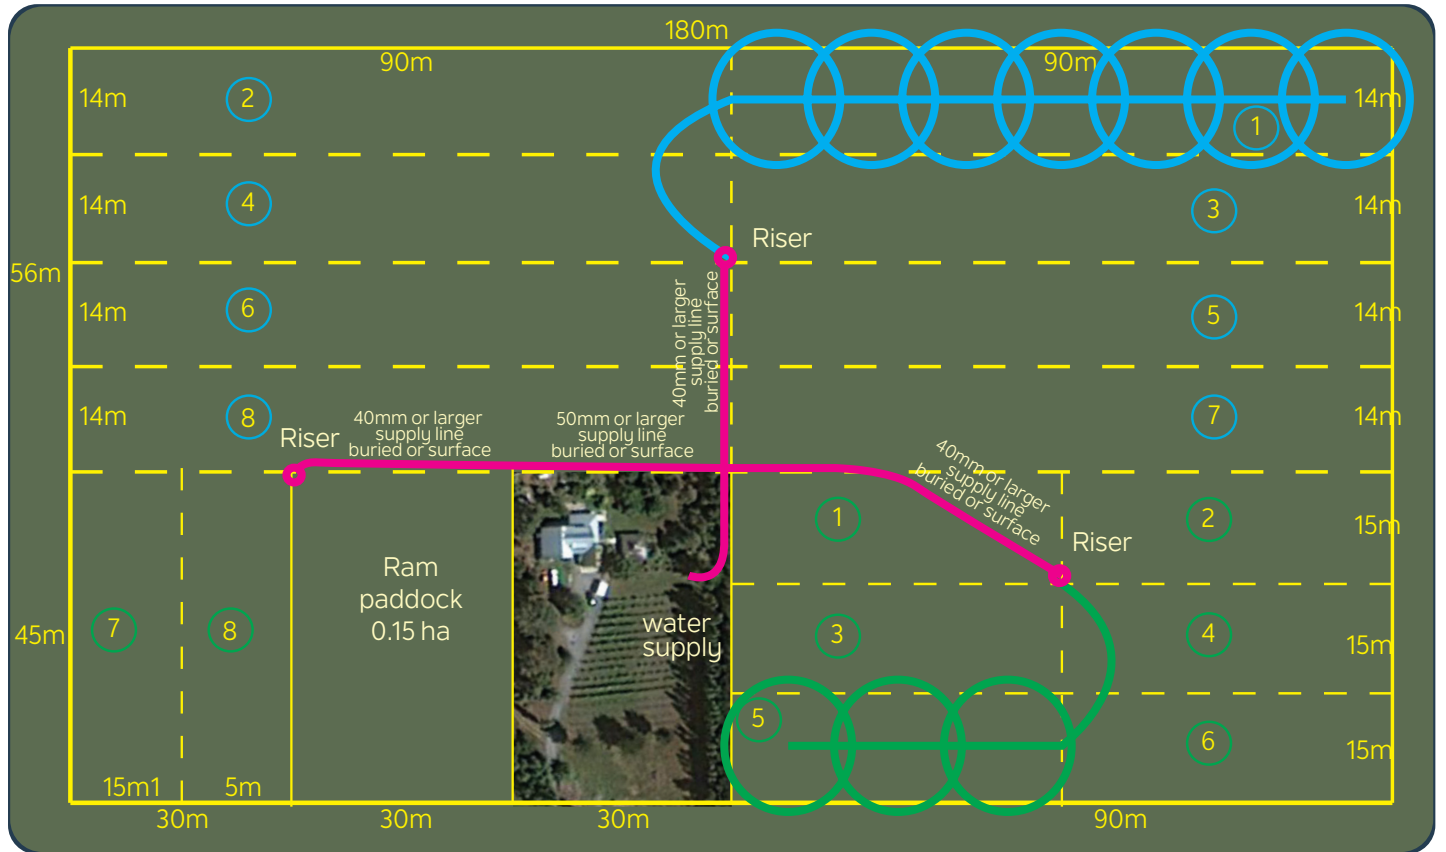 180m
90m
90m
14m
2
14m
1
14m
4
3
14m
Riser
56m
14m
6
40mm or larger
supply line
buried or surface
5
14m
14m
8
7
14m
Riser
40mm or larger
supply line
buried or surface
50mm or larger
supply line
buried or surface
40mm or larger
supply line
buried or surface
1
2
15m
Riser
Ram
paddock
0.15 ha
water
supply
45m
7
8
3
4
15m
5
6
15m
15m1
5m
30m
30m
30m
90m